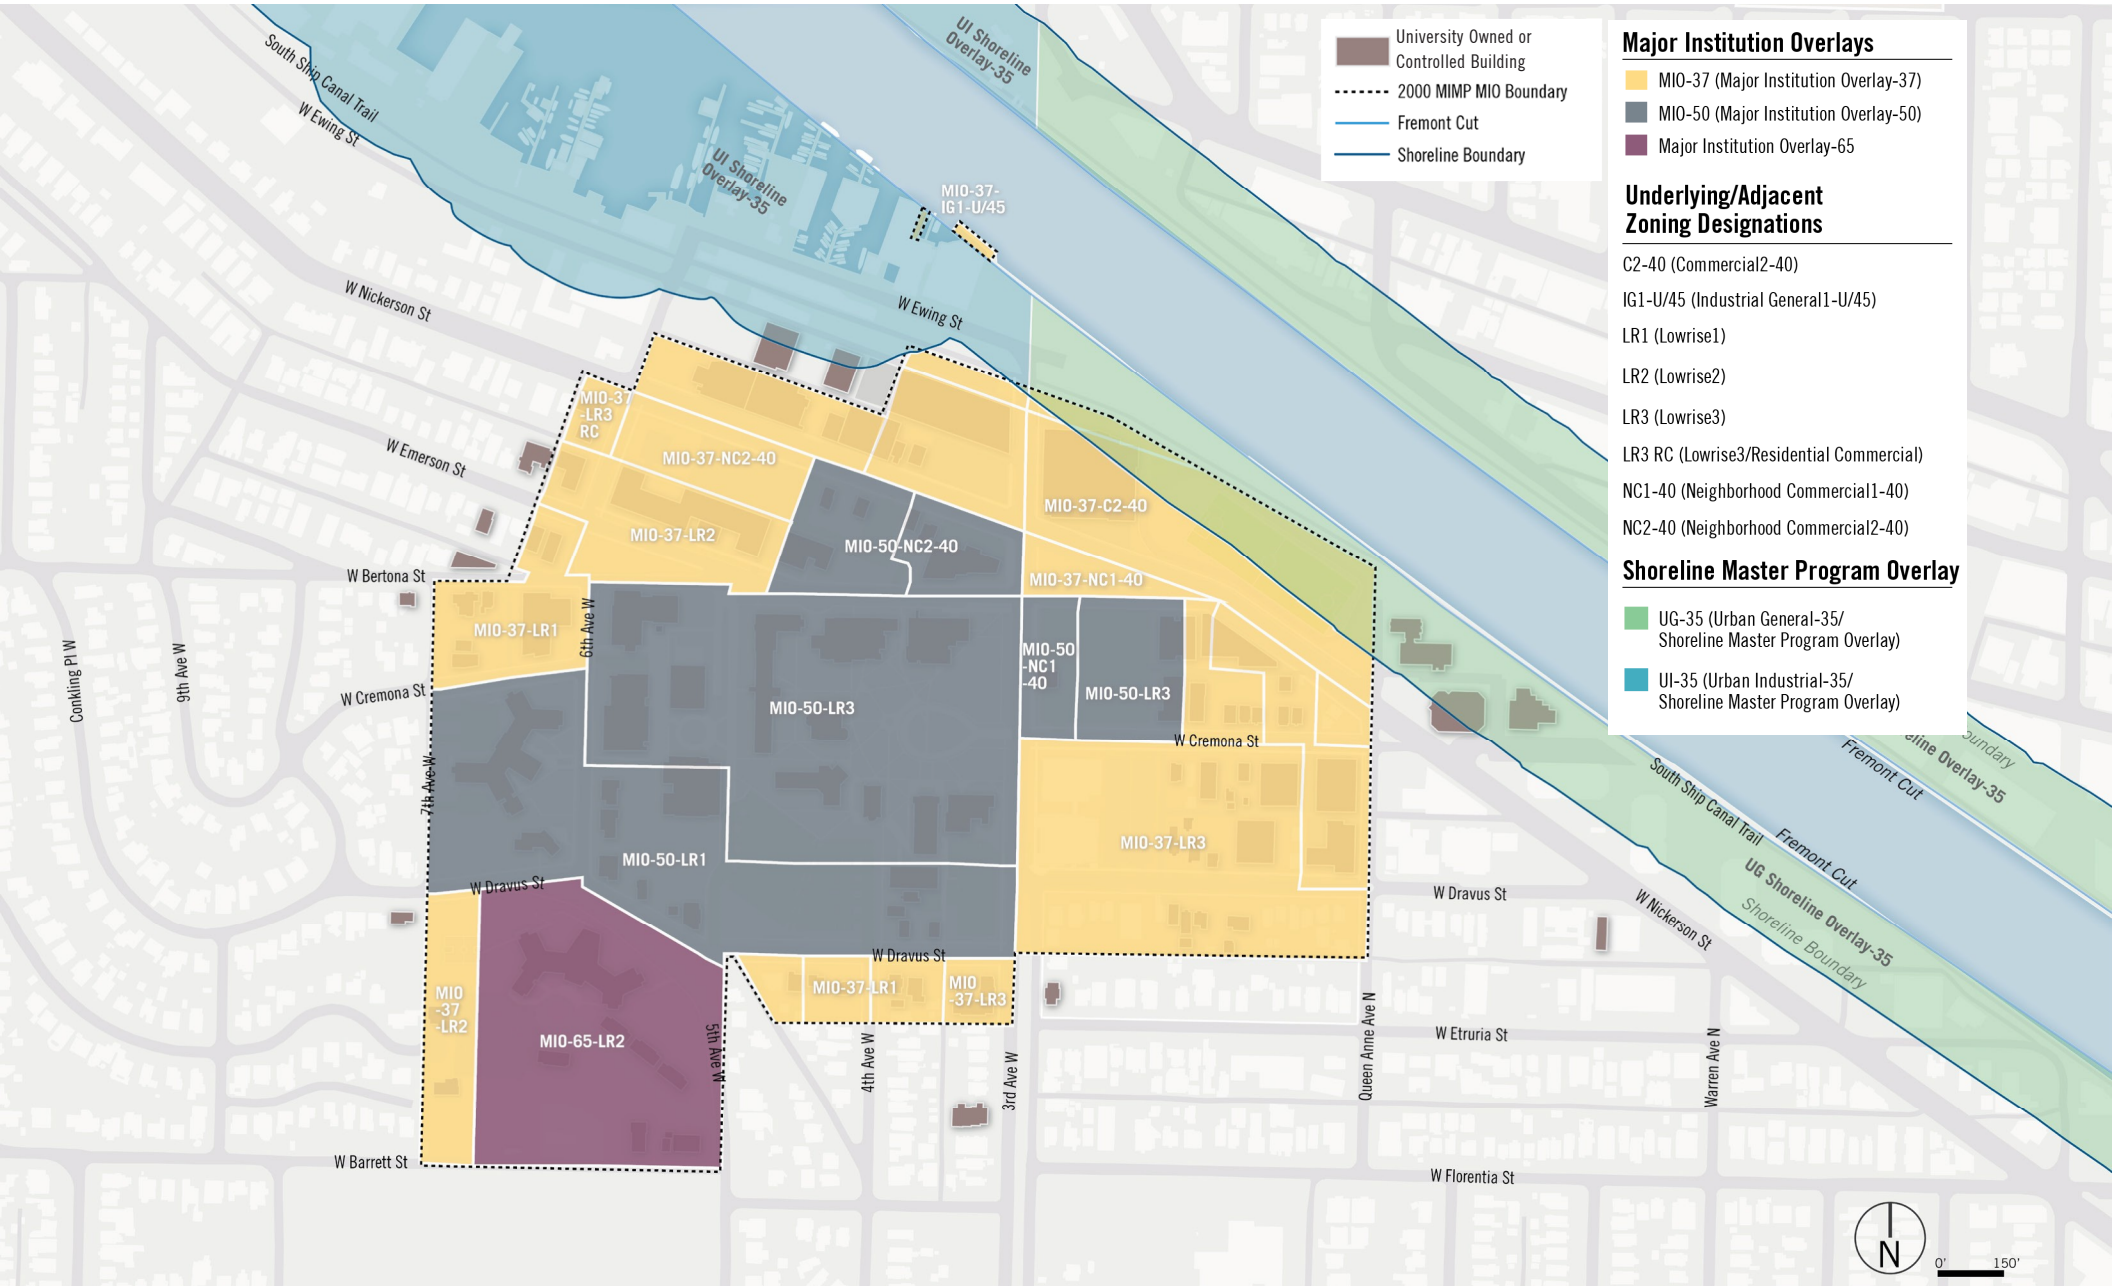 University Owned or
Controlled Building
2000 MIMP MIO Boundary
Fremont Cut
Shoreline Boundary
Major Institution Overlays
MIO-37 (Major Institution Overlay-37)
MIO-50 (Major Institution Overlay-50)
Major Institution Overlay-65
Underlying/Adjacent
Zoning Designations
C2-40 (Commercial2-40)
IG1-U/45 (Industrial General1-U/45)
LR1 (Lowrise1)
LR2 (Lowrise2)
LR3 (Lowrise3)
LR3 RC (Lowrise3/Residential Commercial)
NC1-40 (Neighborhood Commercial1-40)
NC2-40 (Neighborhood Commercial2-40)
Shoreline Master Program Overlay
UG-35 (Urban General-35/
Shoreline Master Program Overlay)
UI-35 (Urban Industrial-35/
Shoreline Master Program Overlay)
UI Shoreline
Overlay-35
South Ship Canal Trail
W Ewing St
UI Shoreline
Overlay-35
MIO-37-
IG1-U/45
W Nickerson St
W Ewing St
MIO-37
-LR3
RC
W Emerson St
MIO-37-NC2-40
MIO-37-C2-40
MIO-37-LR2
MIO-50-NC2-40
W Bertona St
MIO-37-NC1-40
MIO-37-LR1
6th Ave W
Conkling Pl W
9th Ave W
W Cremona St
MIO-50
-NC1
-40
MIO-50-LR3
MIO-50-LR3
W Cremona St
7th Ave W
MIO-50-LR1
MIO-37-LR3
W Dravus St
W Dravus St
W Dravus St
W Nickerson St
South Ship Canal Trail
Fremont Cut
Fremont Cut
oundary
eline Overlay-35
UG Shoreline Overlay-35
Shoreline Boundary
MIO
-37
-LR2
MIO-65-LR2
5th Ave W
MIO-37-LR1
MIO
-37-LR3
4th Ave W
3rd Ave W
Queen Anne Ave N
W Etruria St
Warren Ave N
W Barrett St
W Florentia St
N
0'
150'